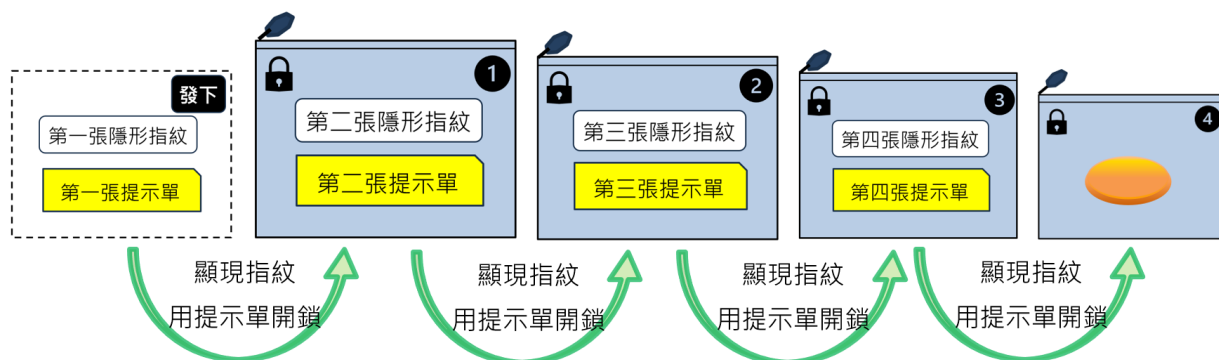 發下
第一張隱形指紋
第一張提示單
1
第二張隱形指紋
第二張提示單
2
第三張隱形指紋
第三張提示單
3
第四張隱形指紋
第四張提示單
4
顯現指紋
用提示單開鎖
顯現指紋
用提示單開鎖
顯現指紋
用提示單開鎖
顯現指紋
用提示單開鎖